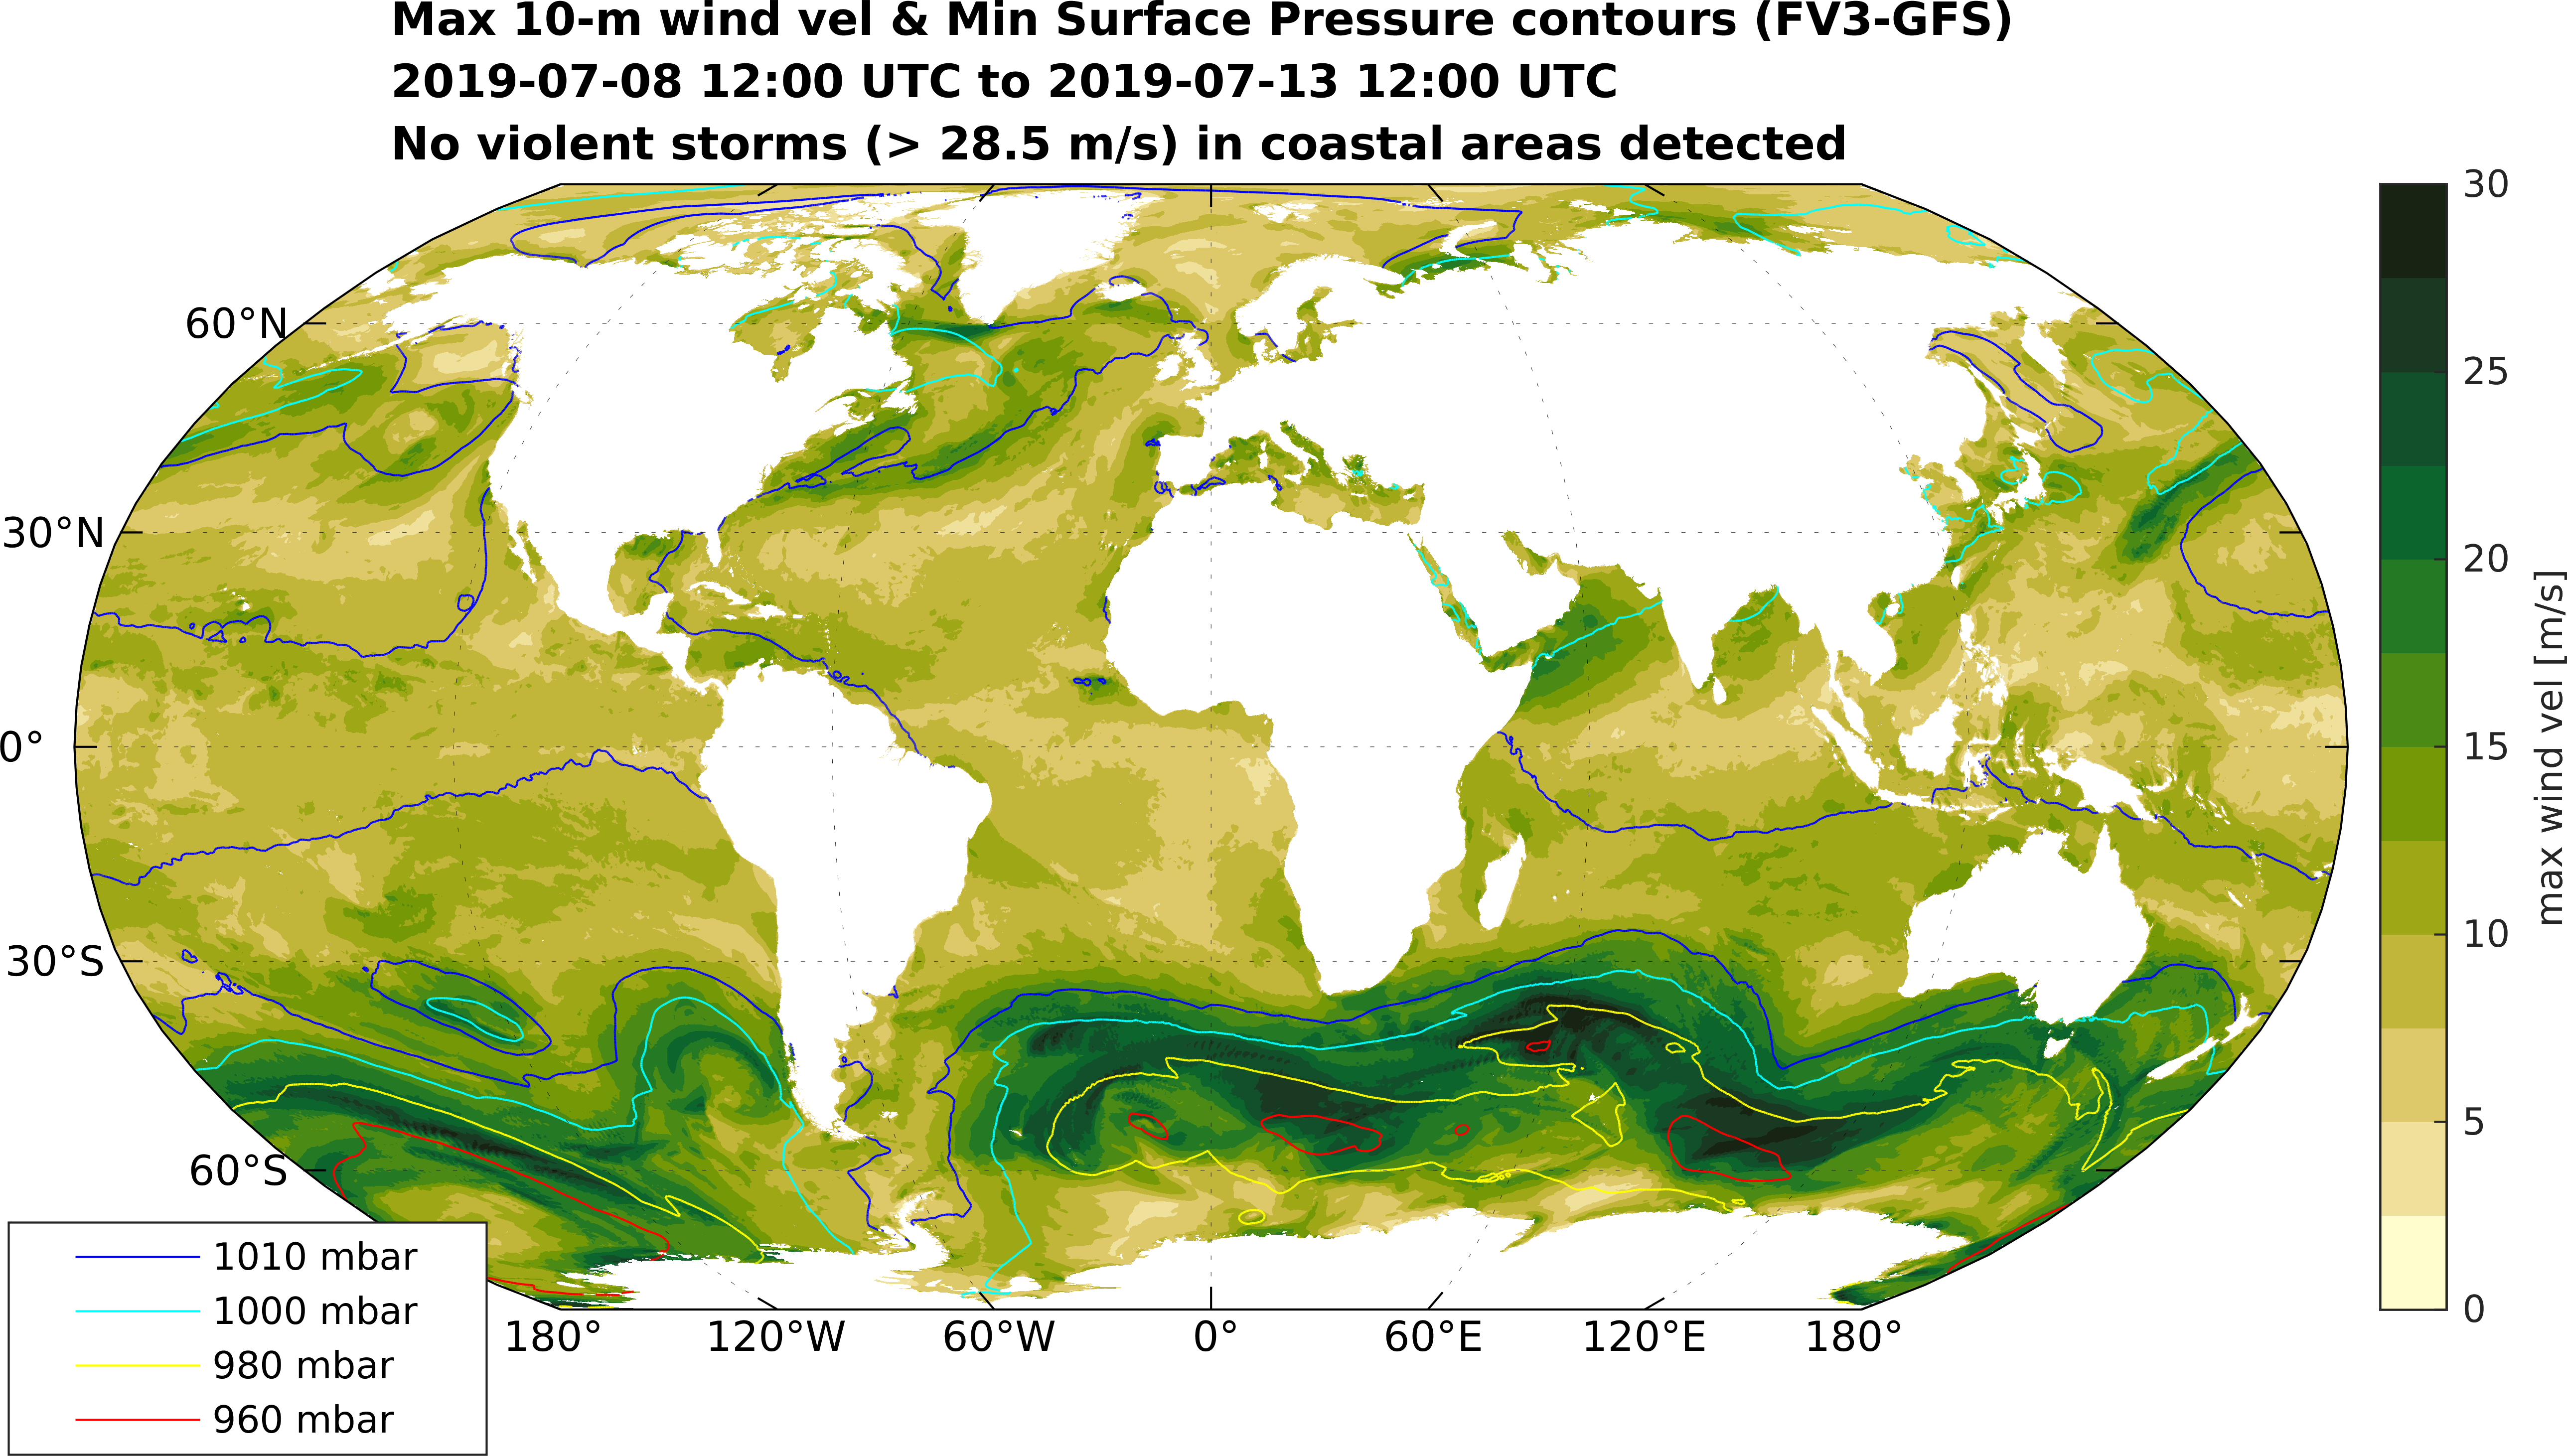 Max 10-m wind vel & Min Surface Pressure contours (FV3-GFS)
2019-07-08 12:00 UTC to 2019-07-13 12:00 UTC
No violent storms (> 28.5 m/s) in coastal areas detected
60°N
30°N
0°
30°S
60°S
180°
120°W
60°W
0°
60°E
120°E
180°
1010 mbar
1000 mbar
980 mbar
960 mbar
30
25
20
15
10
5
0
max wind vel [m/s]